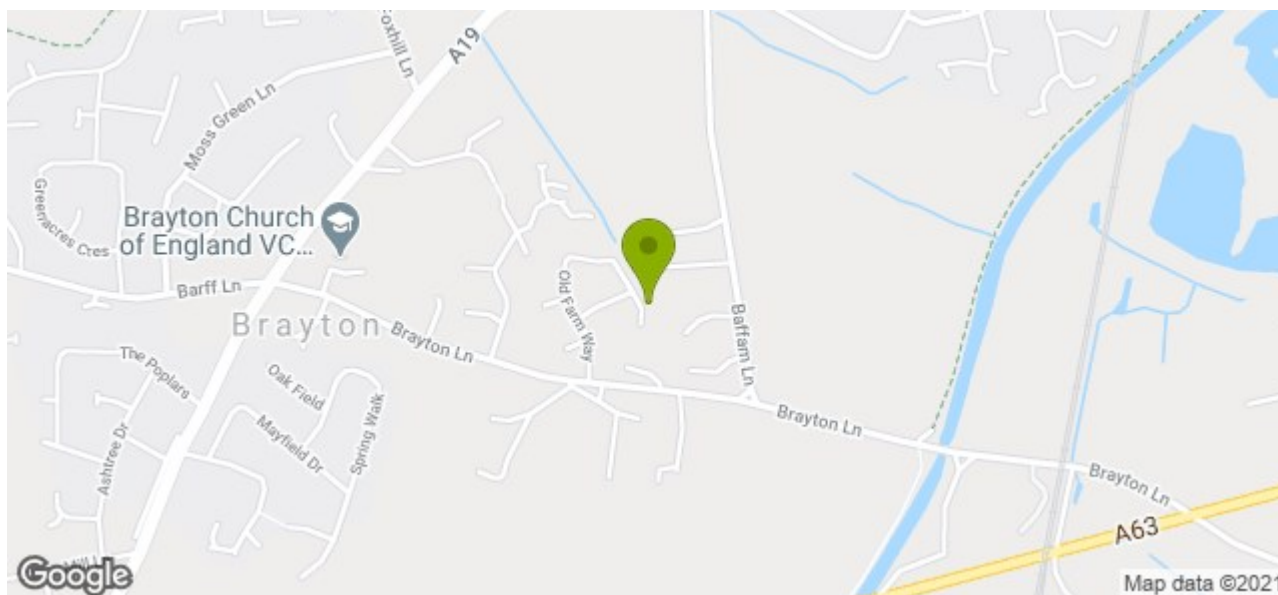 Foxhill Ln
A19
Moss Green Ln
Greenacres Cres
Brayton Church
of England VC...
Barff Ln
Brayton
Brayton Ln
Old Farm Way
Baffam Ln
The Poplars
Oak Field
Mayfield Dr
Spring Walk
Ashtree Dr
Brayton Ln
Brayton Ln
A63
Google
Map data ©2021